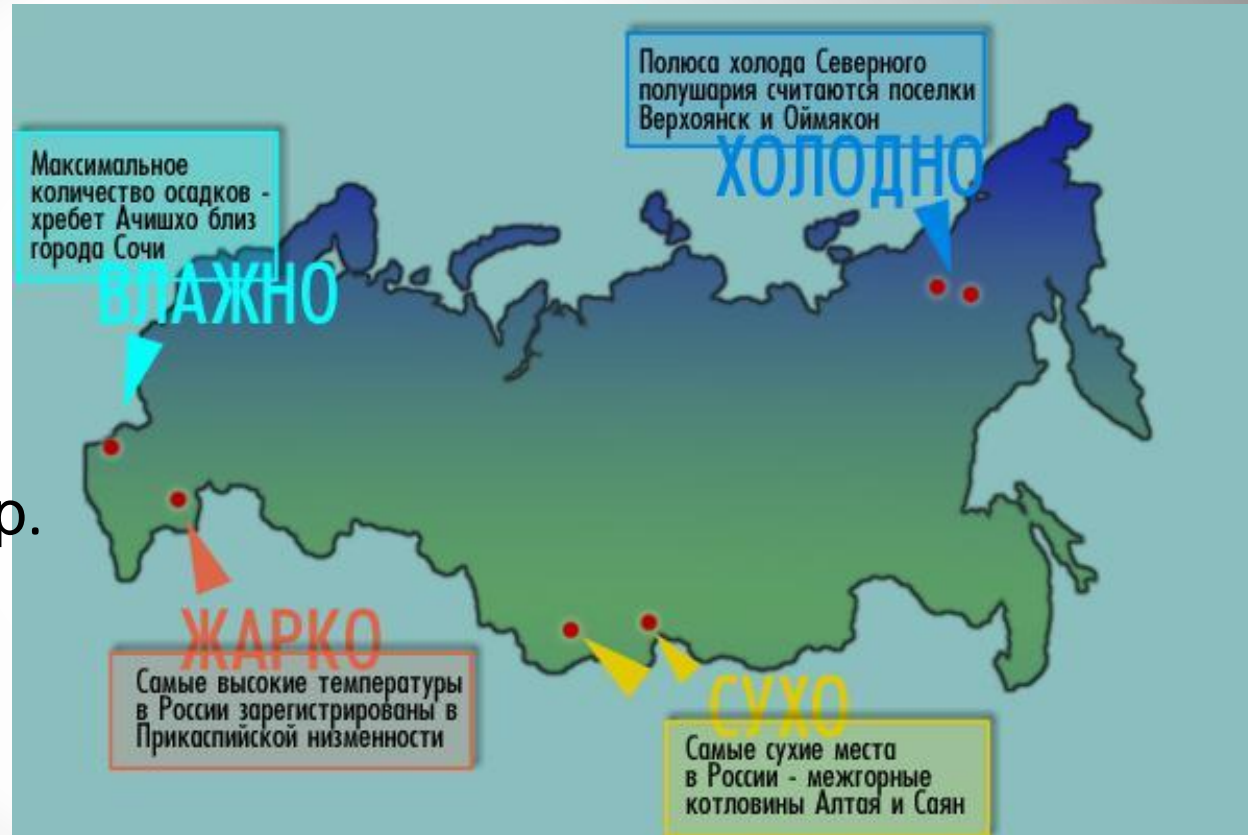 Полюса холода Северного
полушария считаются поселки
Верхоянск и Оймякон
ХОЛОДНО
Максимальное
количество осадков -
хребет Ачишхо близ
города Сочи
ВЛАЖНО
р.
ЖАРКО
Самые высокие температуры
в России зарегистрированы в
Прикаспийской низменности
СУХО
Самые сухие места
в России - межгорные
котловины Алтая и Саян